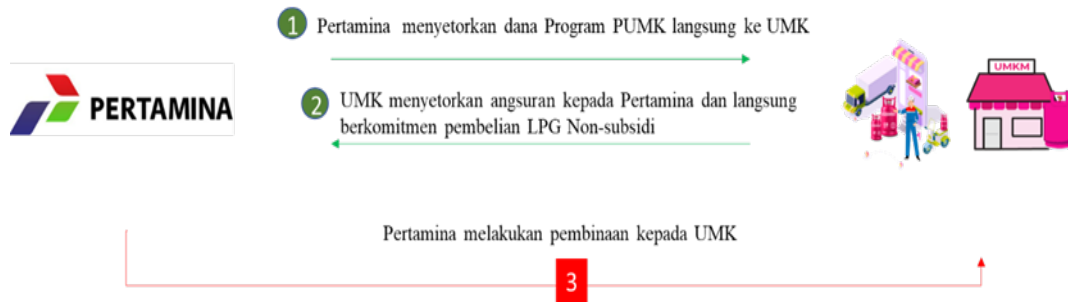 1 Pertamina menyetorkan dana Program PUMK langsung ke UMK
PERTAMINA
2 UMK menyetorkan angsuran kepada Pertamina dan langsung
berkomitmen pembelian LPG Non-subsidi
UMKM
Pertamina melakukan pembinaan kepada UMK
3